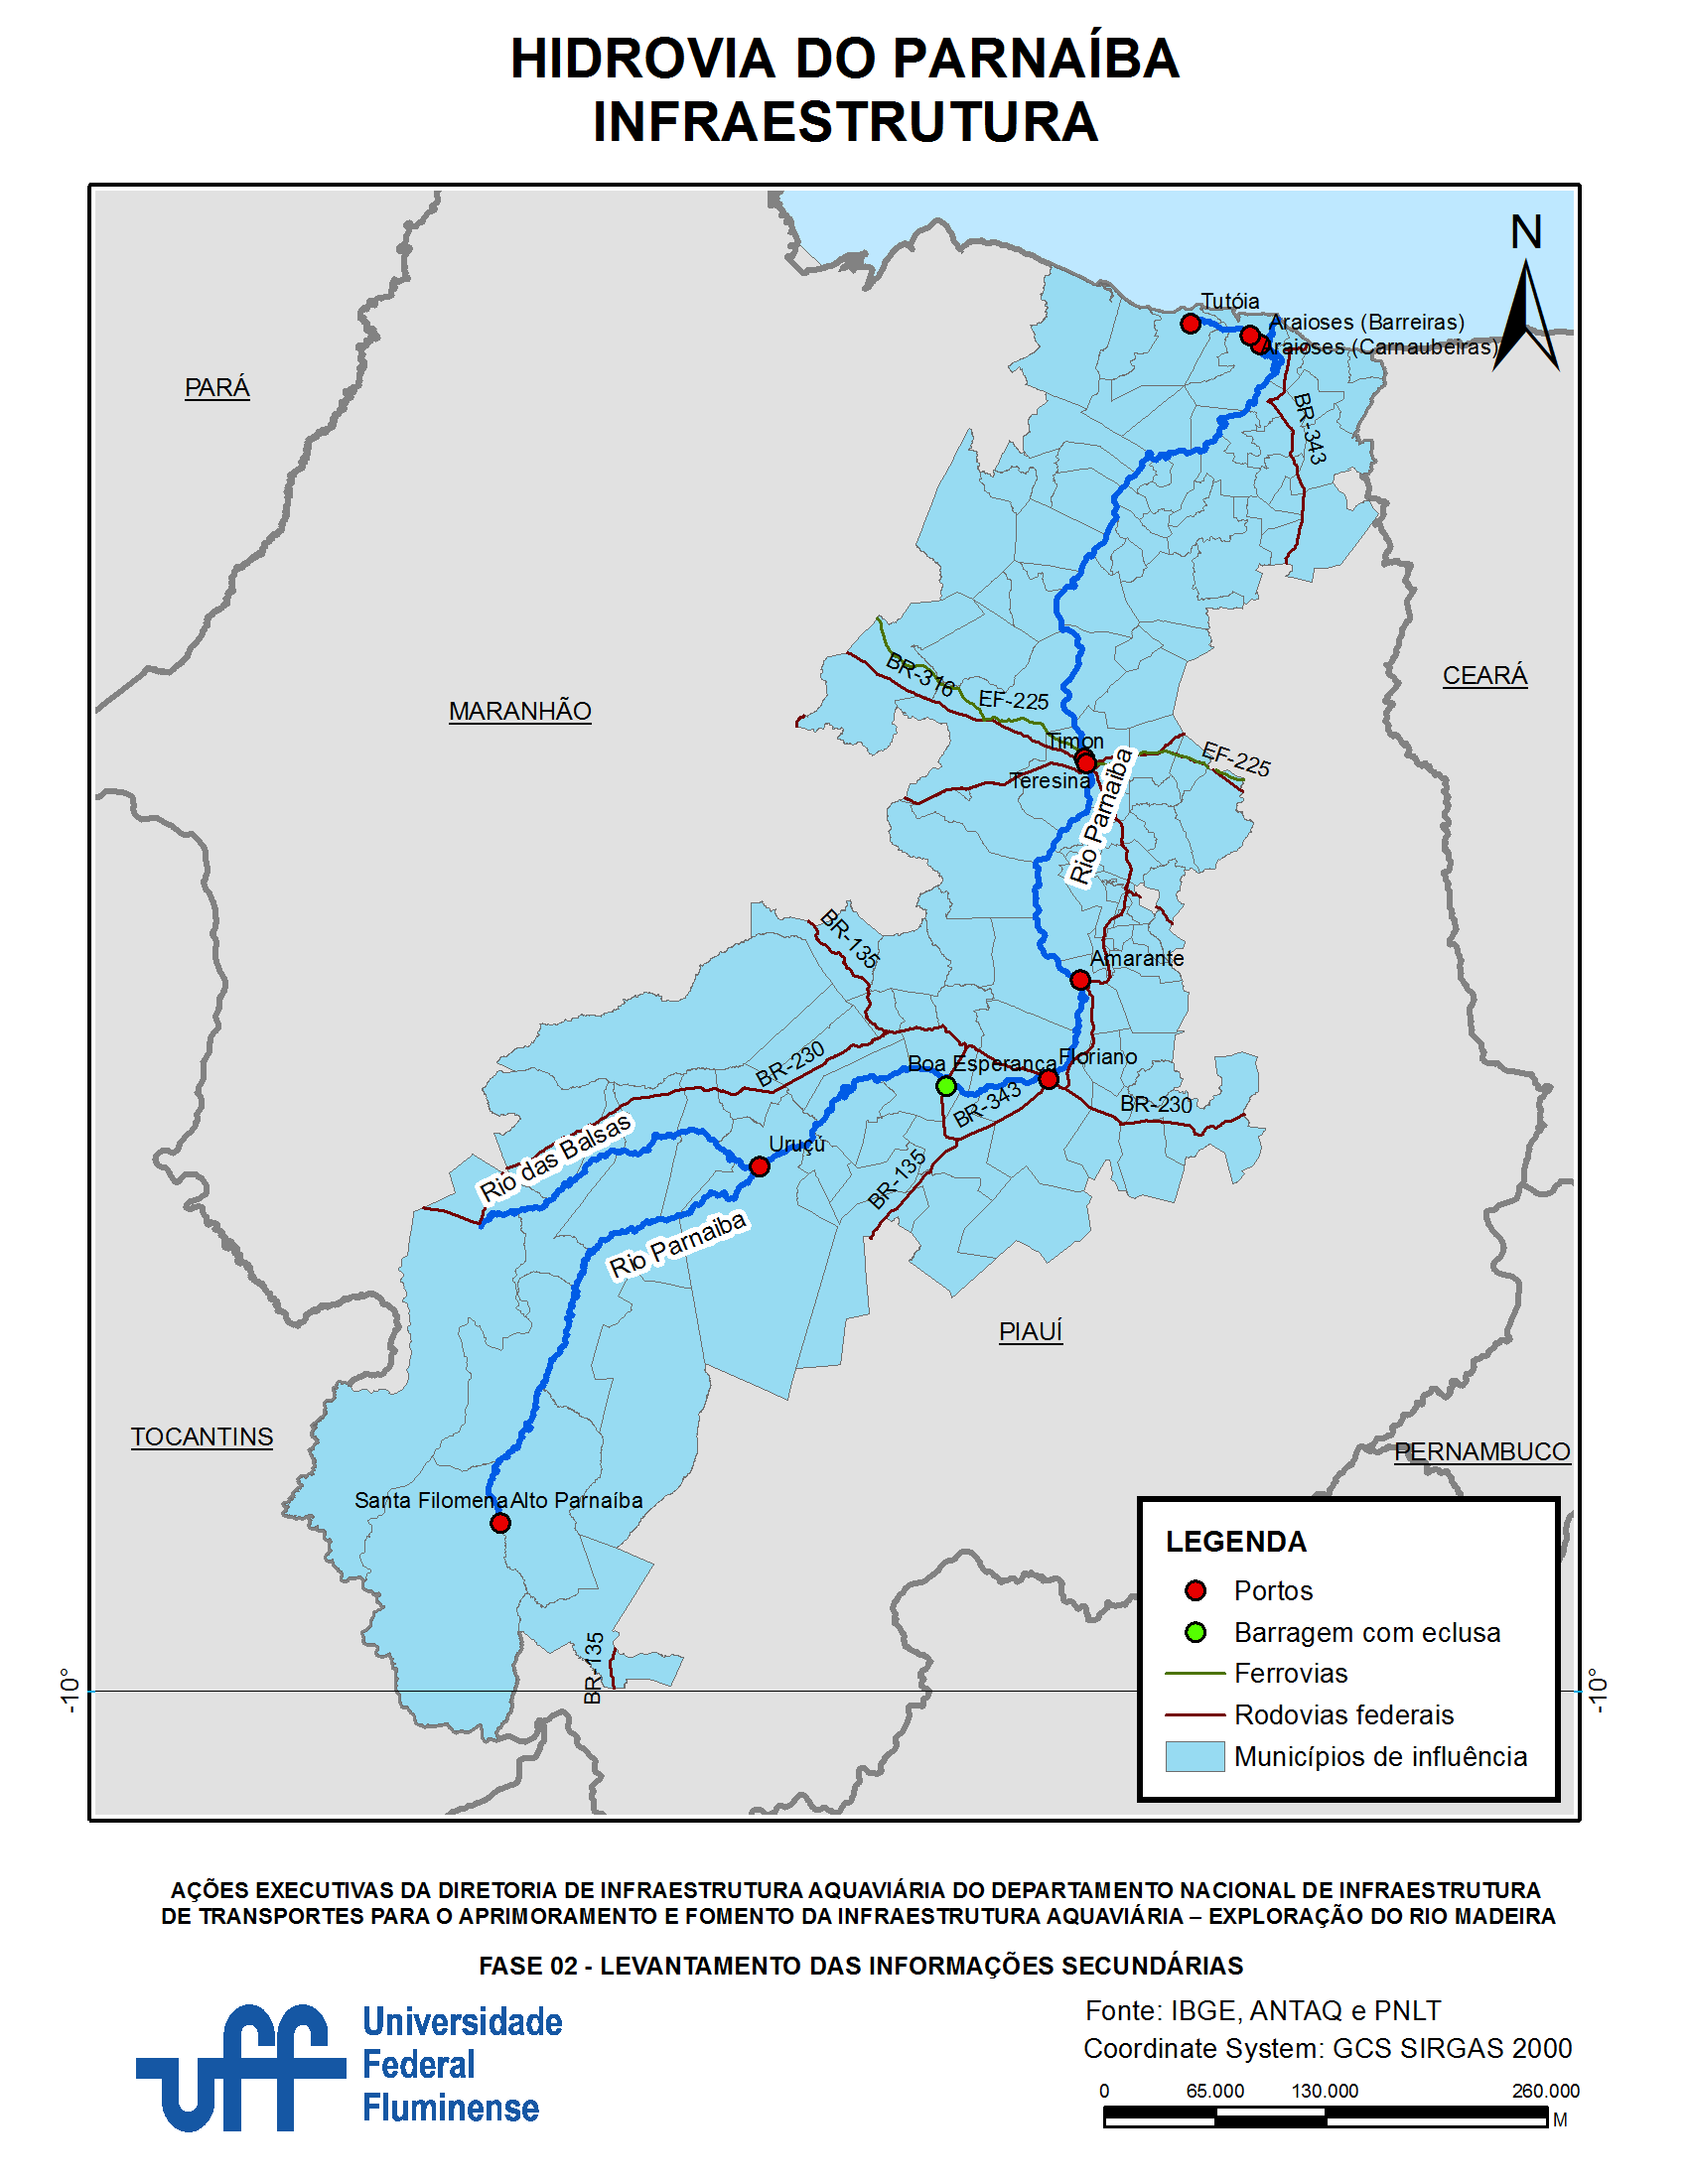 HIDROVIA DO PARNAÍBA
INFRAESTRUTURA
N
Tutóia
Araioses (Barreiras)
Araioses (Carnaubeiras)
PARÁ
BR-343
CEARÁ
MARANHÃO
BR-316
EF-225
Timon
EF-225
Teresina
Rio Parnaiba
BR-135
Amarante
BR-230
Boa Esperança
Floriano
BR-343
BR-230
Rio das Balsas
Uruçú
BR-135
Rio Parnaiba
PIAUÍ
TOCANTINS
PERNAMBUCO
Santa Filomena
Alto Parnaíba
BR-135
-10°
-10°
LEGENDA
Portos
Barragem com eclusa
Ferrovias
Rodovias federais
Municípios de influência
AÇÕES EXECUTIVAS DA DIRETORIA DE INFRAESTRUTURA AQUAVIÁRIA DO DEPARTAMENTO NACIONAL DE INFRAESTRUTURA
DE TRANSPORTES PARA O APRIMORAMENTO E FOMENTO DA INFRAESTRUTURA AQUAVIÁRIA – EXPLORAÇÃO DO RIO MADEIRA
FASE 02 - LEVANTAMENTO DAS INFORMAÇÕES SECUNDÁRIAS
uff
Universidade
Federal
Fluminense
Fonte: IBGE, ANTAQ e PNLT
Coordinate System: GCS SIRGAS 2000
0 65.000 130.000 260.000
M